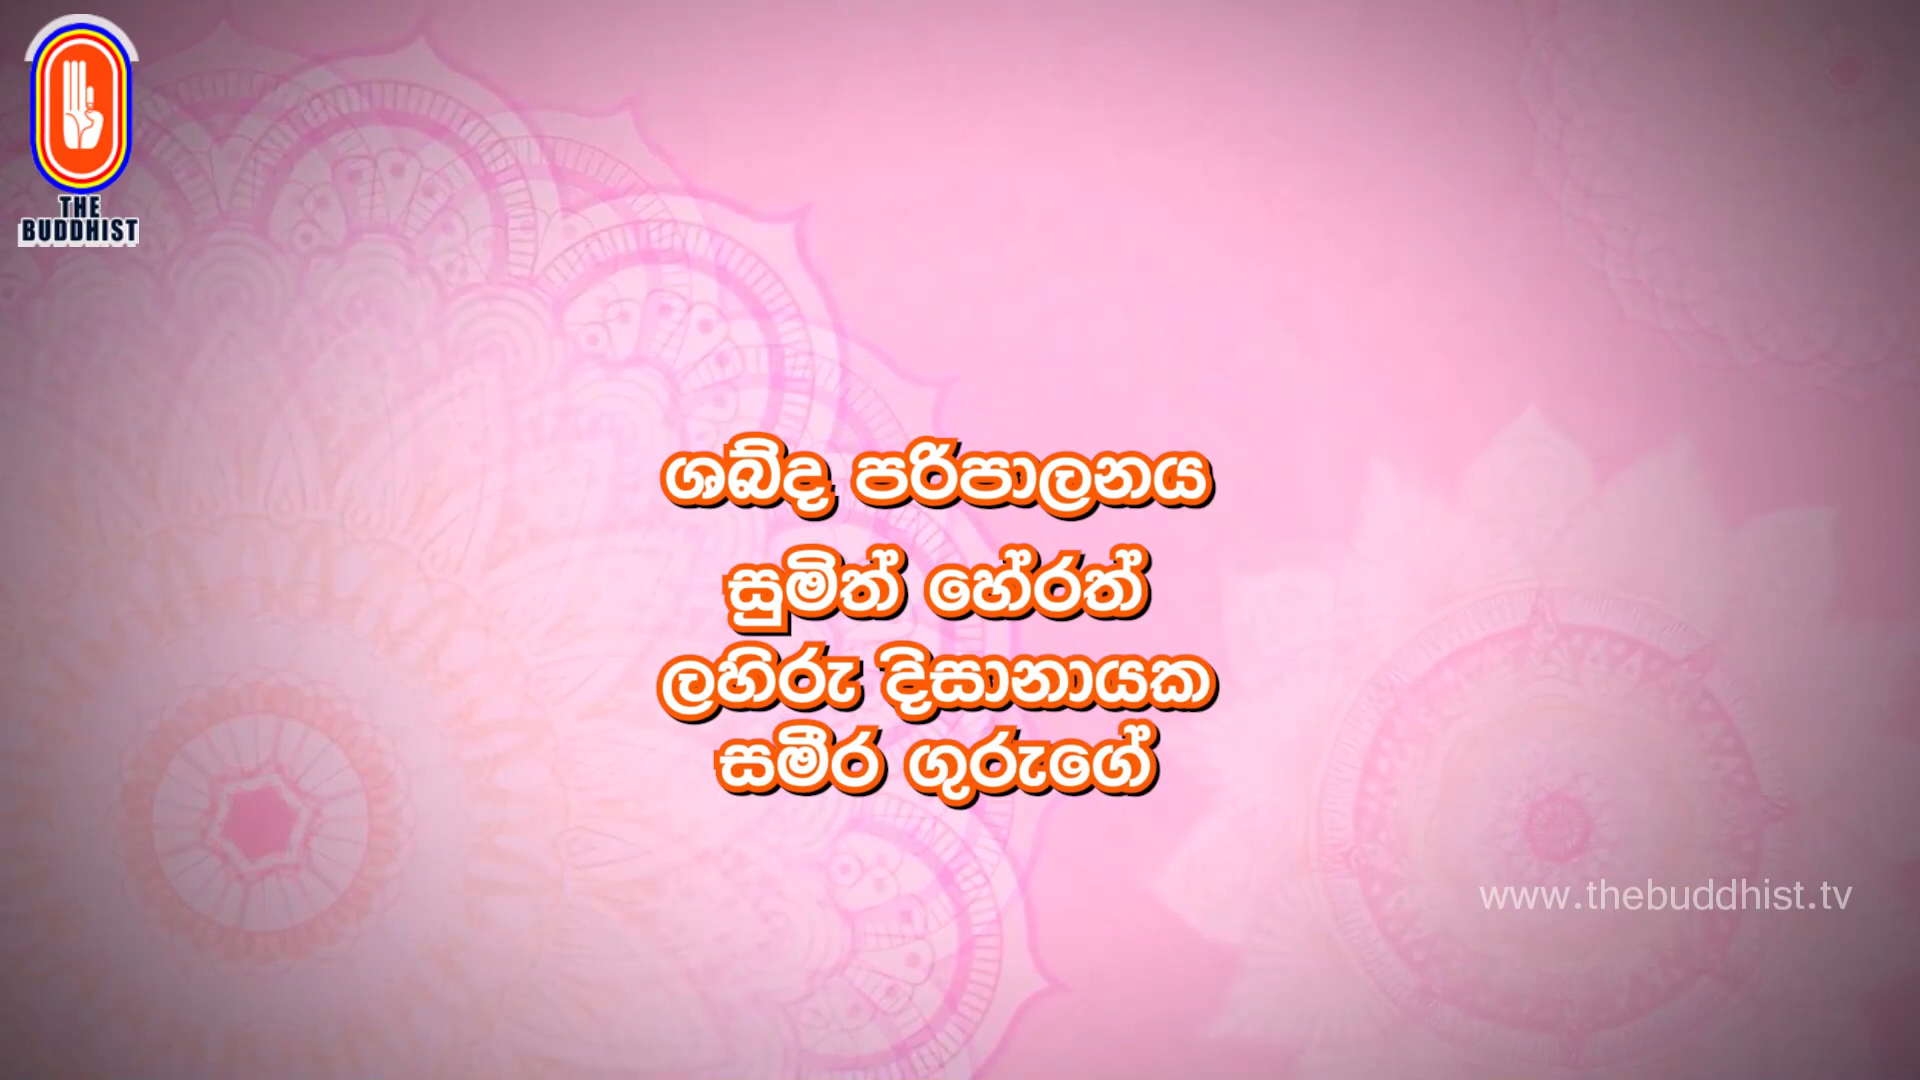 THE
BUDDHIST
ශබ්ද පරිපාලනය
සුමිත් හේරත්
ලහිරු දිසානායක
සමීර ගුරුගේ
www.thebuddhist.tv